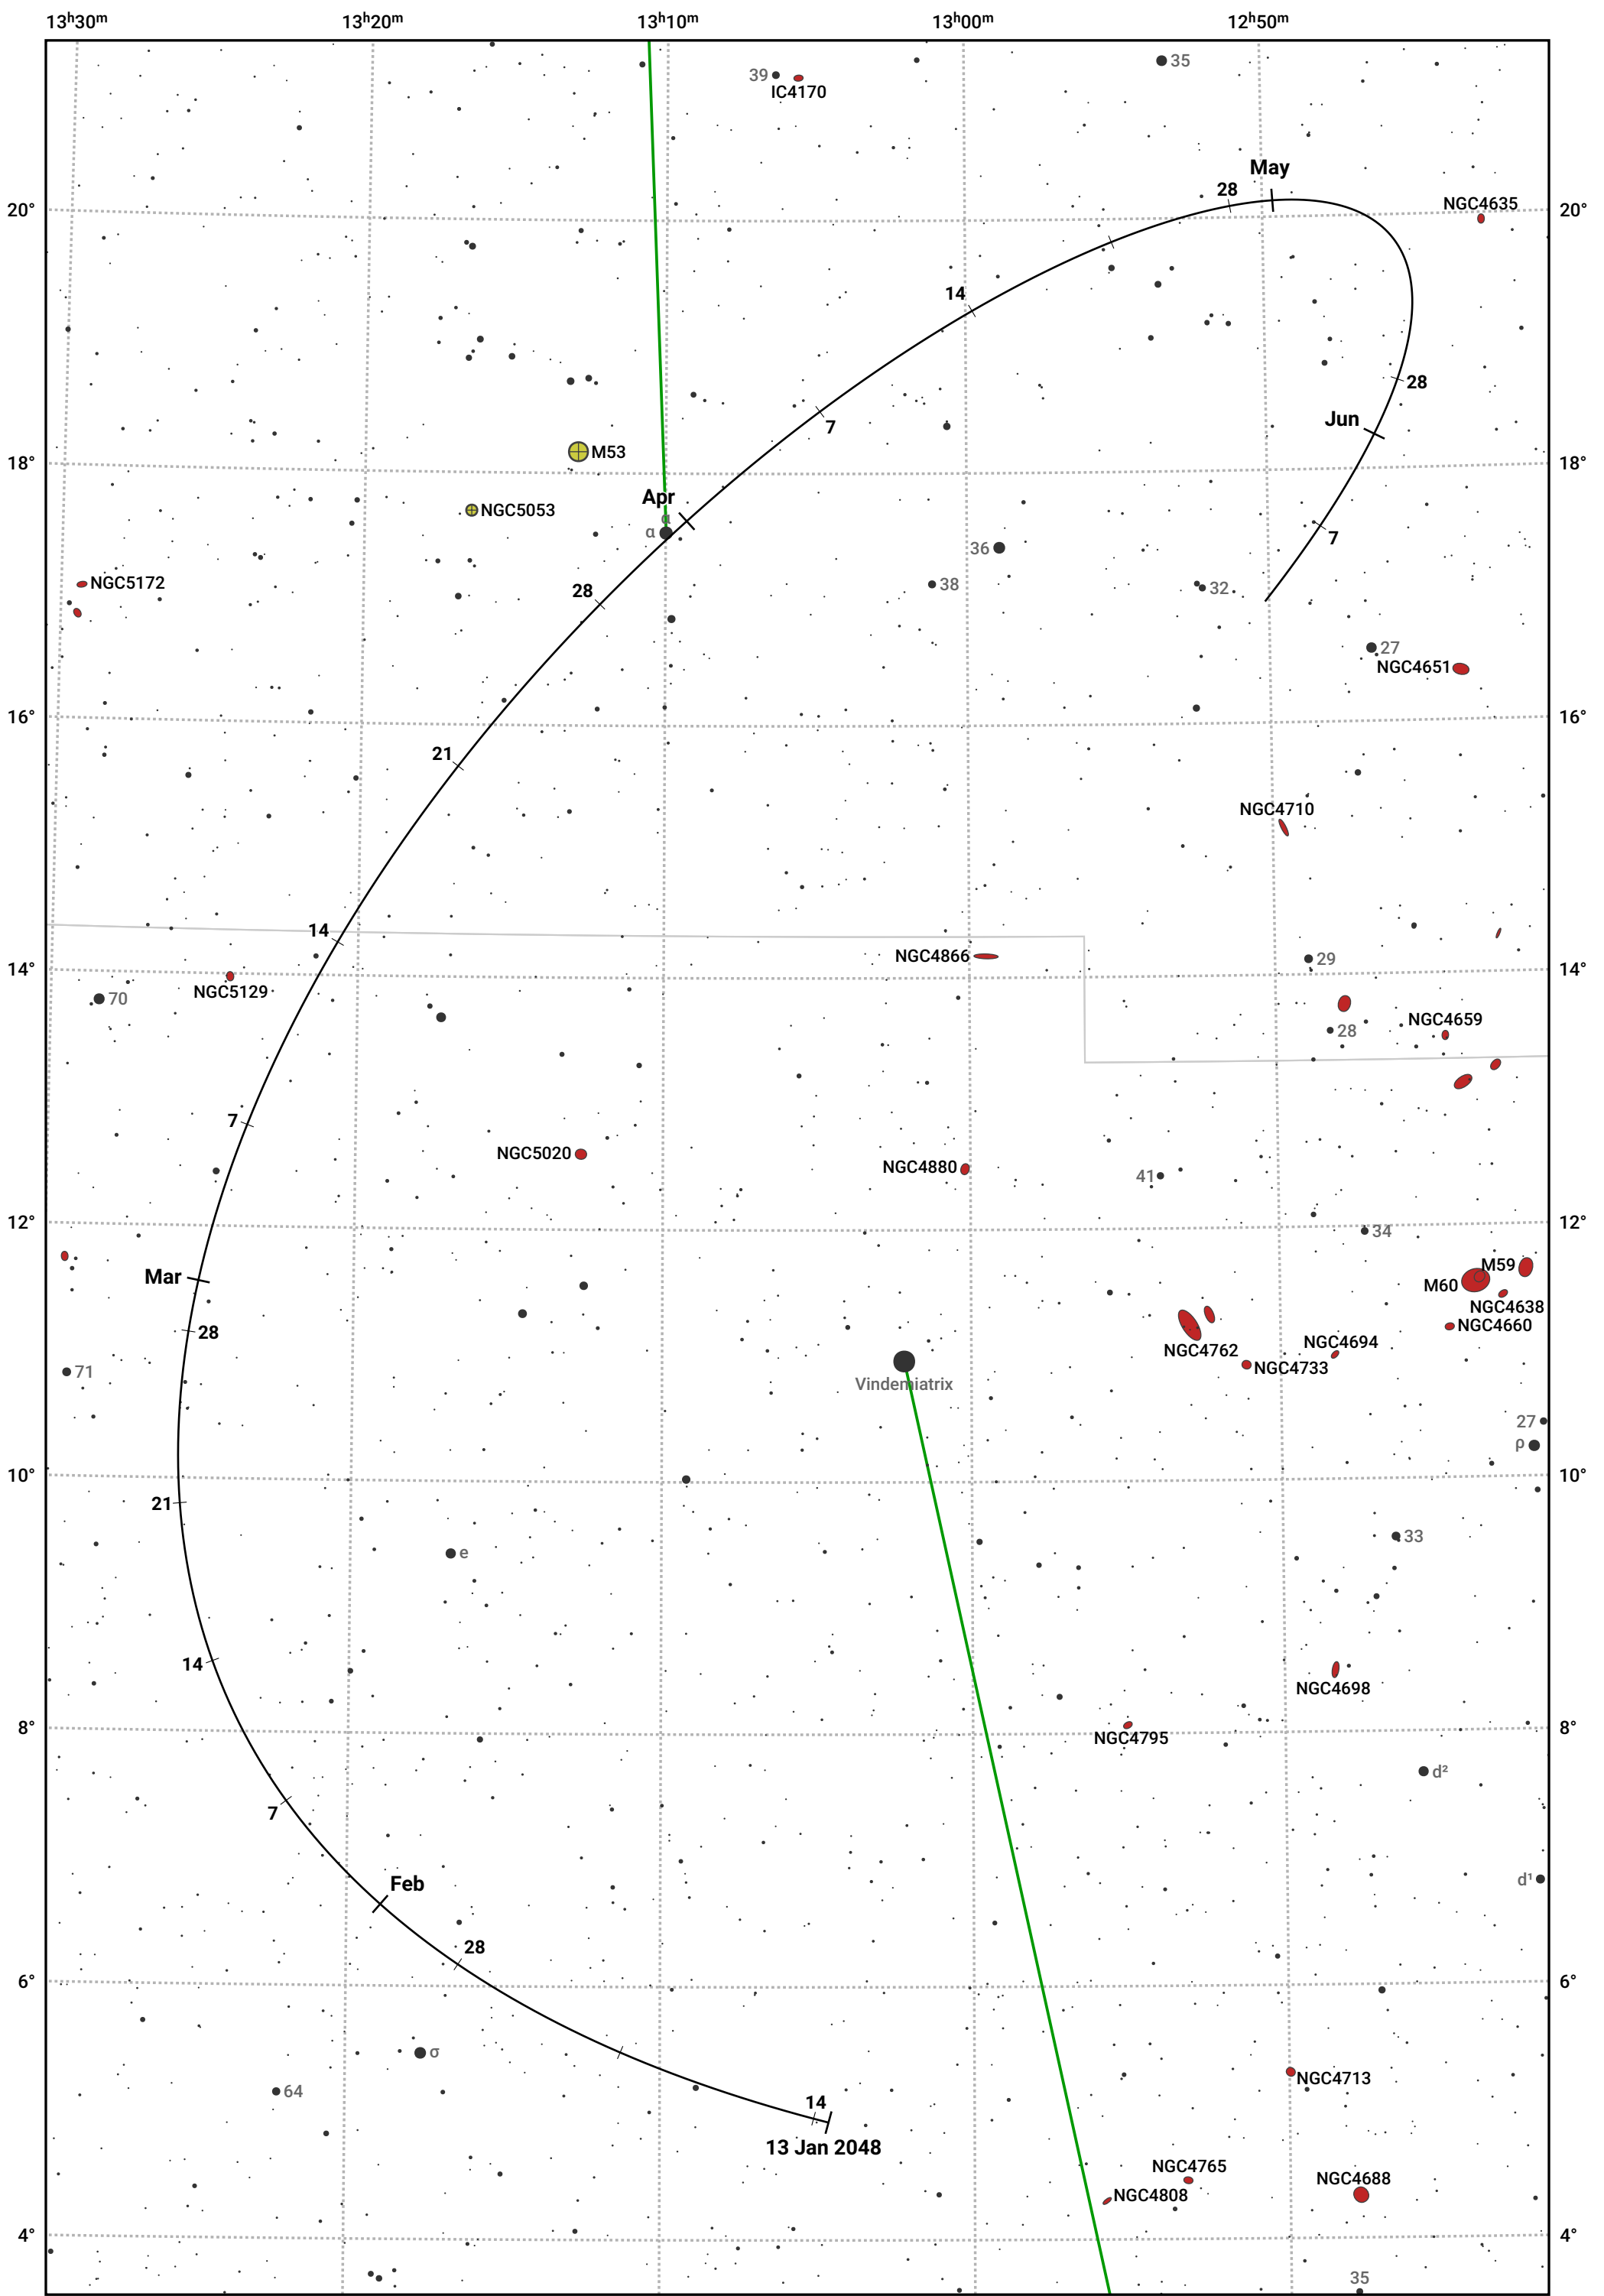 13ʰ30ᵐ 13ʰ20ᵐ 13ʰ10ᵐ 13ʰ00ᵐ 12ʰ50ᵐ
35
39
IC4170
May
28
20° 20°
NGC4635
14
28
Jun
7
M53
18° 18°
Apr
α
NGC5053
α
7
36
NGC5172
28
38
32
27
NGC4651
16° 16°
21
NGC4710
14
NGC4866
29
14° 14°
NGC5129
70
NGC4659
28
7
NGC5020
NGC4880
41
12° 12°
34
M59
Mar
M60
NGC4638
28
NGC4660
NGC4694
NGC4762
NGC4733
71
Vindemiatrix
27
ρ
10° 10°
21
33
e
14
NGC4698
8° 8°
NGC4795
d²
7
d¹
Feb
28
6° 6°
σ
NGC4713
64
14
13 Jan 2048
NGC4765
NGC4688
NGC4808
4° 4°
35